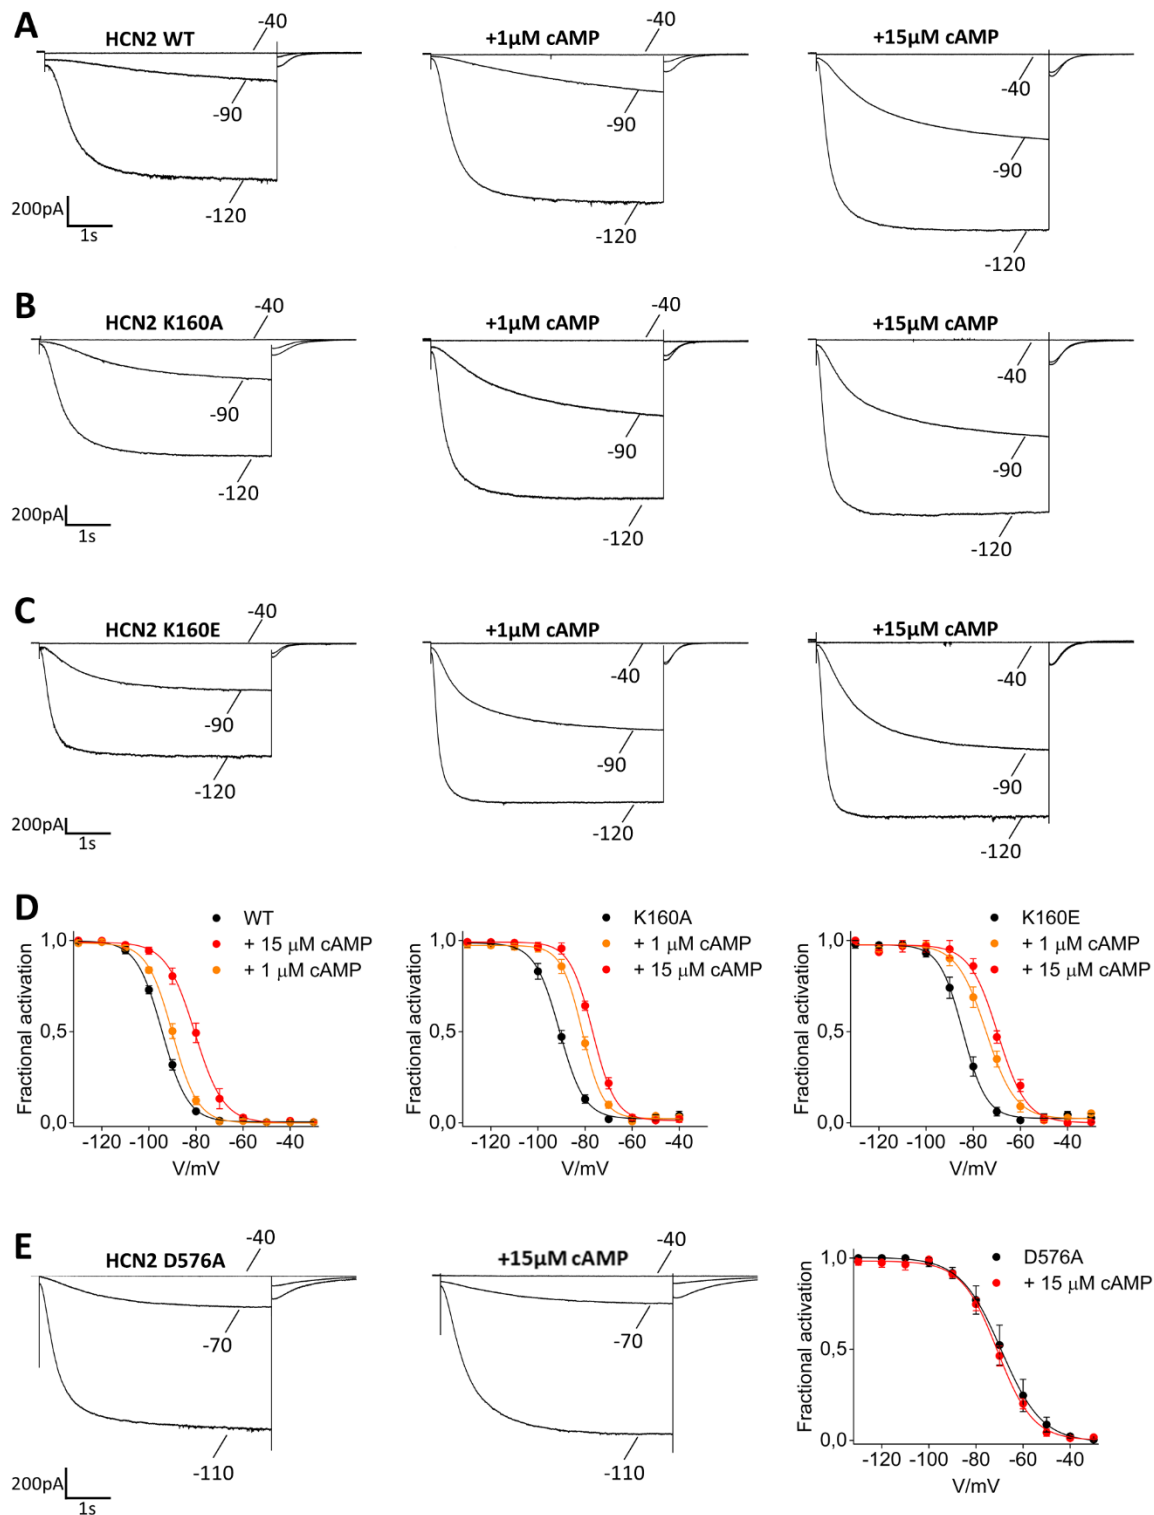 A
HCN2 WT
-40
-90
-120
200pA
1s
+1µM cAMP
-40
-90
-120
+15µM cAMP
-40
-90
-120
B
HCN2 K160A
-40
-90
-120
200pA
1s
+1µM cAMP
-40
-90
-120
+15µM cAMP
-40
-90
-120
C
HCN2 K160E
-40
-90
-120
200pA
1s
+1µM cAMP
-40
-90
-120
+15µM cAMP
-40
-90
-120
D
WT
+ 15 µM cAMP
+ 1 µM cAMP
Fractional activation
1,0
0,5
0,0
-120 -100 -80 -60 -40
V/mV
K160A
+ 1 µM cAMP
+ 15 µM cAMP
Fractional activation
1,0
0,5
0,0
-120 -100 -80 -60 -40
V/mV
K160E
+ 1 µM cAMP
+ 15 µM cAMP
Fractional activation
1,0
0,5
0,0
-120 -100 -80 -60 -40
V/mV
E
HCN2 D576A
-40
-70
-110
200pA
1s
+15µM cAMP
-40
-70
-110
D576A
+ 15 µM cAMP
Fractional activation
1,0
0,5
0,0
-120 -100 -80 -60 -40
V/mV